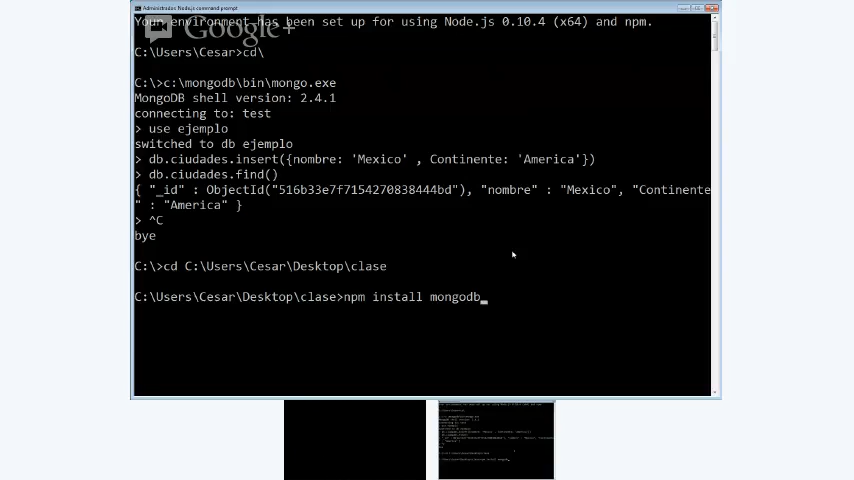 Administrador: Node.js command prompt
Your environment has been set up for using Node.js 0.10.4 (x64) and npm.
Google+
C:\Users\Cesar>cd\
C:\>c:\mongodb\bin\mongo.exe
MongoDB shell version: 2.4.1
connecting to: test
> use ejemplo
switched to db ejemplo
> db.ciudades.insert({nombre: 'Mexico' , Continente: 'America'})
> db.ciudades.find()
{ "_id" : ObjectId("516b33e7f7154270838444bd"), "nombre" : "Mexico", "Continente
" : "America" }
> ^C
bye
C:\>cd C:\Users\Cesar\Desktop\clase
C:\Users\Cesar\Desktop\clase>npm install mongodb_